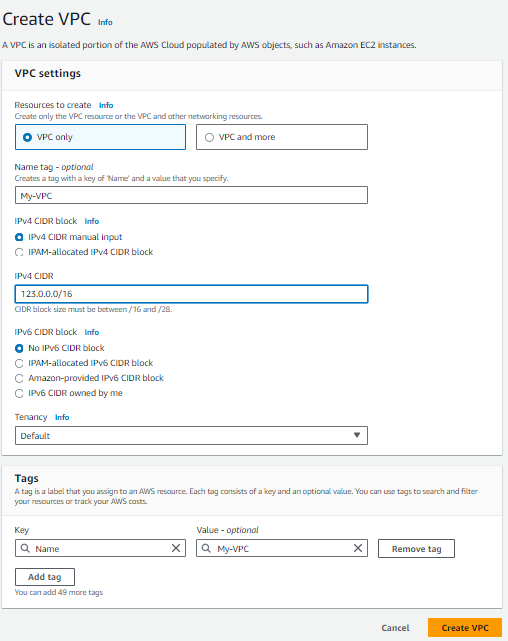 Create VPC Info
A VPC is an isolated portion of the AWS Cloud populated by AWS objects, such as Amazon EC2 instances.
VPC settings
Resources to create Info
Create only the VPC resource or the VPC and other networking resources.
VPC only
VPC and more
Name tag - optional
Creates a tag with a key of 'Name' and a value that you specify.
My-VPC
IPv4 CIDR block Info
IPv4 CIDR manual input
IPAM-allocated IPv4 CIDR block
IPv4 CIDR
123.0.0.0/16
CIDR block size must be between /16 and /28.
IPv6 CIDR block Info
No IPv6 CIDR block
IPAM-allocated IPv6 CIDR block
Amazon-provided IPv6 CIDR block
IPv6 CIDR owned by me
Tenancy Info
Default
Tags
A tag is a label that you assign to an AWS resource. Each tag consists of a key and an optional value. You can use tags to search and filter
your resources or track your AWS costs.
Key
Value - optional
Name
My-VPC
Remove tag
Add tag
You can add 49 more tags
Cancel
Create VPC